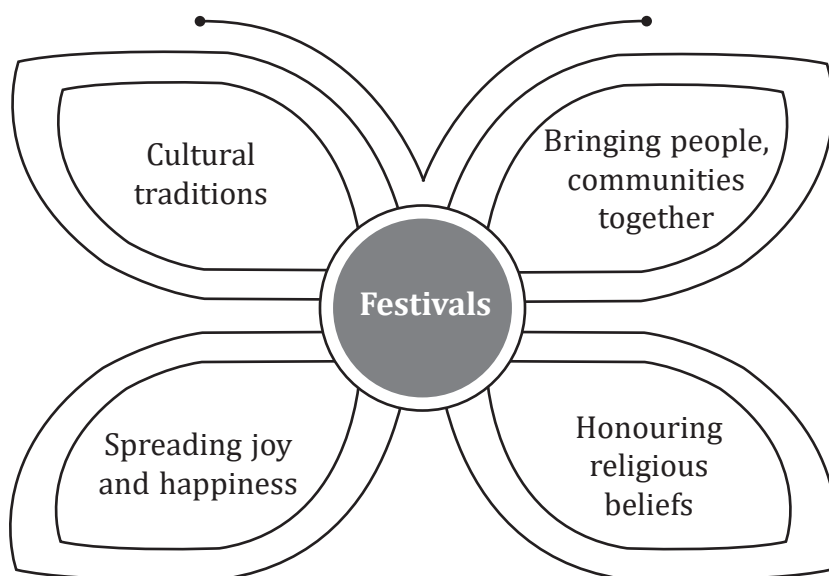 Cultural
traditions
Bringing people,
communities
together
Festivals
Spreading joy
and happiness
Honouring
religious
beliefs